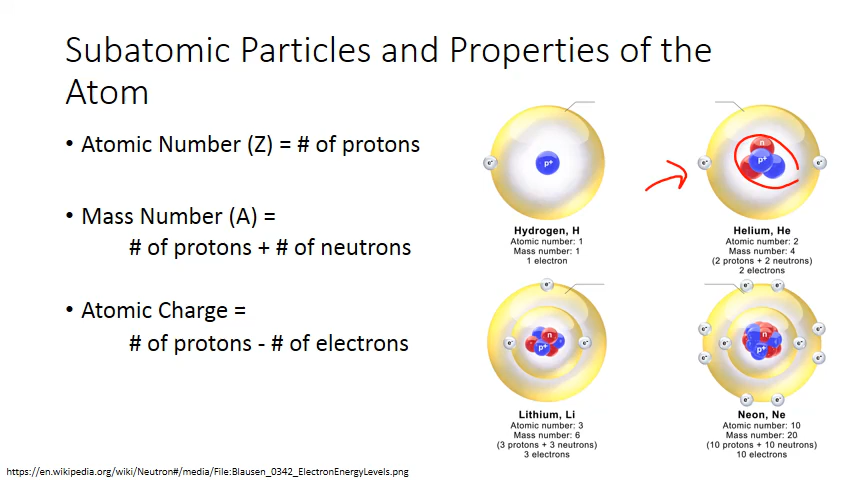 Subatomic Particles and Properties of the
Atom
• Atomic Number (Z) = # of protons
• Mass Number (A) =
# of protons + # of neutrons
• Atomic Charge =
# of protons - # of electrons
e⁻
p⁺
Hydrogen, H
Atomic number: 1
Mass number: 1
1 electron
e⁻
n
p⁺
e⁻
Helium, He
Atomic number: 2
Mass number: 4
(2 protons + 2 neutrons)
2 electrons
e⁻
e⁻
n
p⁺
e⁻
Lithium, Li
Atomic number: 3
Mass number: 6
(3 protons + 3 neutrons)
3 electrons
e⁻ e⁻
e⁻ n e⁻
e⁻ p⁺ e⁻
e⁻ e⁻
e⁻ e⁻
Neon, Ne
Atomic number: 10
Mass number: 20
(10 protons + 10 neutrons)
10 electrons
https://en.wikipedia.org/wiki/Neutron#/media/File:Blausen_0342_ElectronEnergyLevels.png